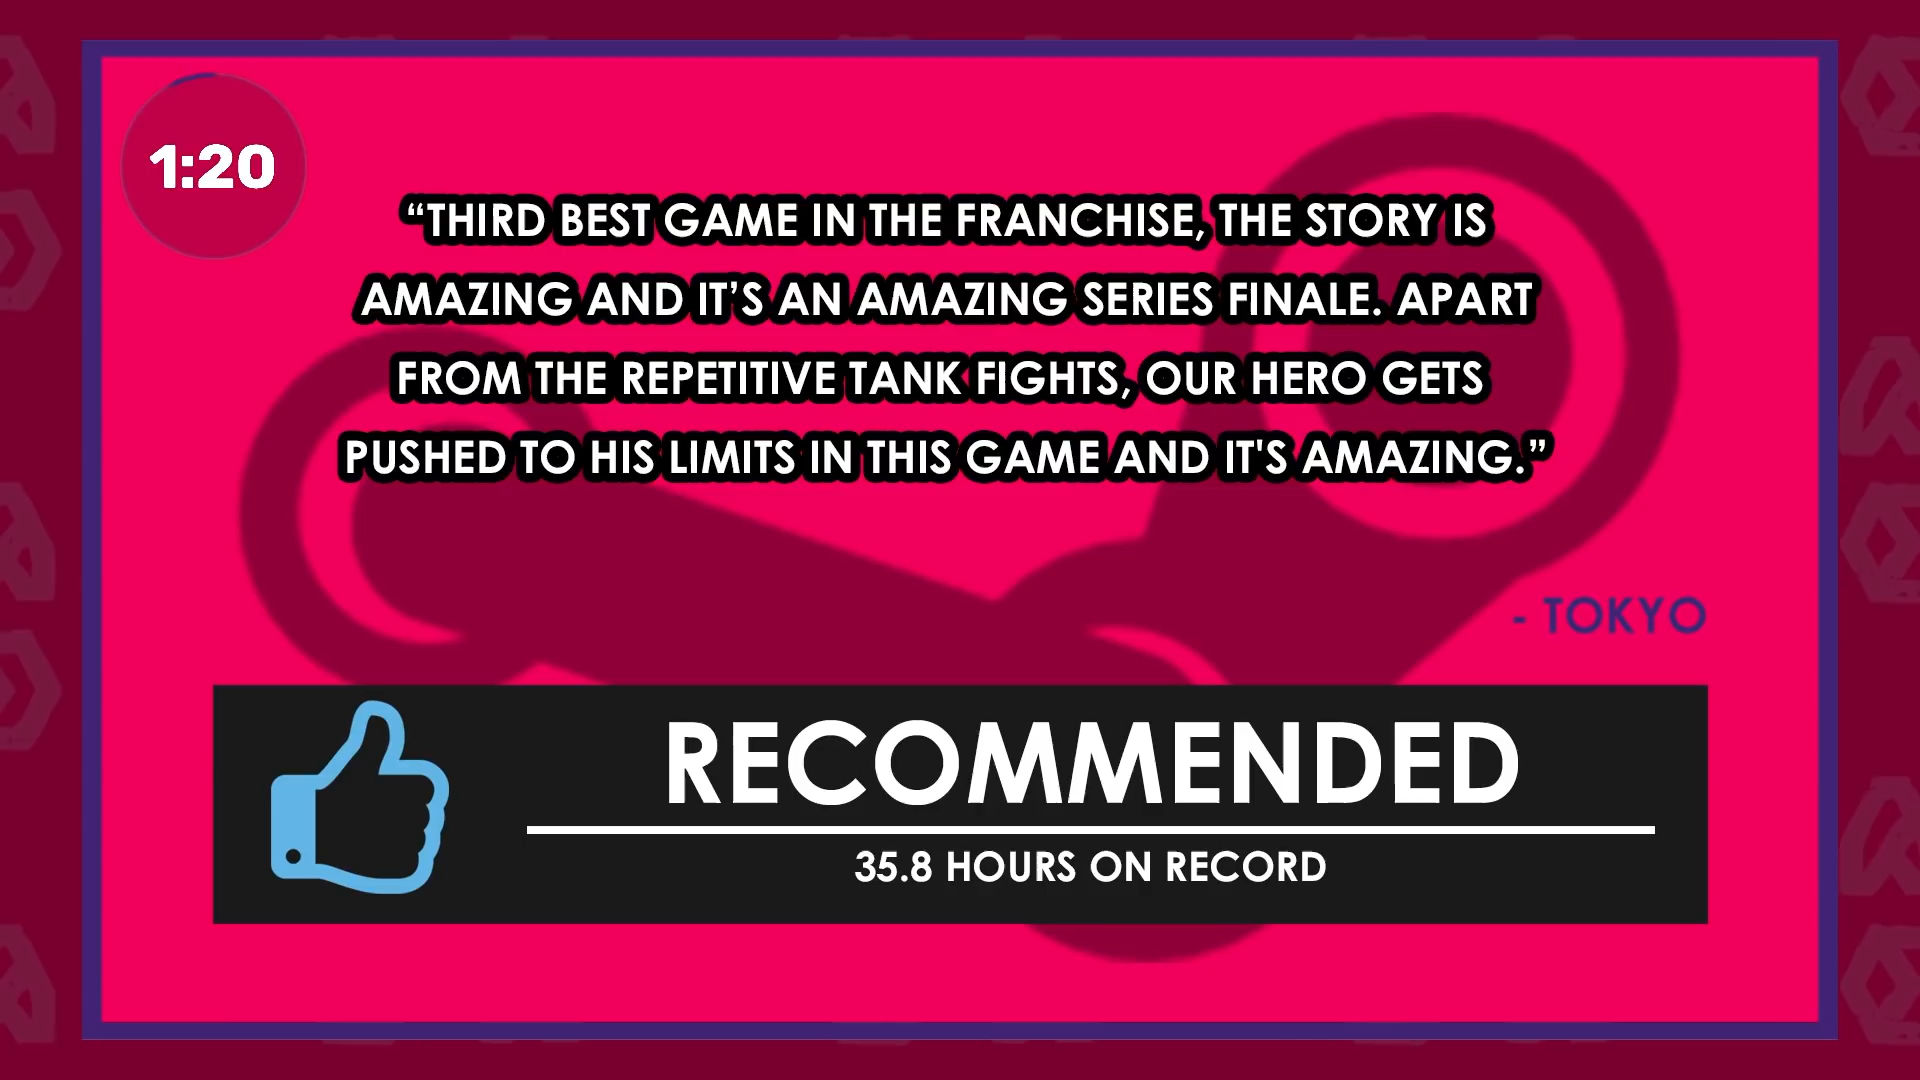 1:20
“THIRD BEST GAME IN THE FRANCHISE, THE STORY IS
AMAZING AND IT’S AN AMAZING SERIES FINALE. APART
FROM THE REPETITIVE TANK FIGHTS, OUR HERO GETS
PUSHED TO HIS LIMITS IN THIS GAME AND IT'S AMAZING.”
- TOKYO
RECOMMENDED
35.8 HOURS ON RECORD